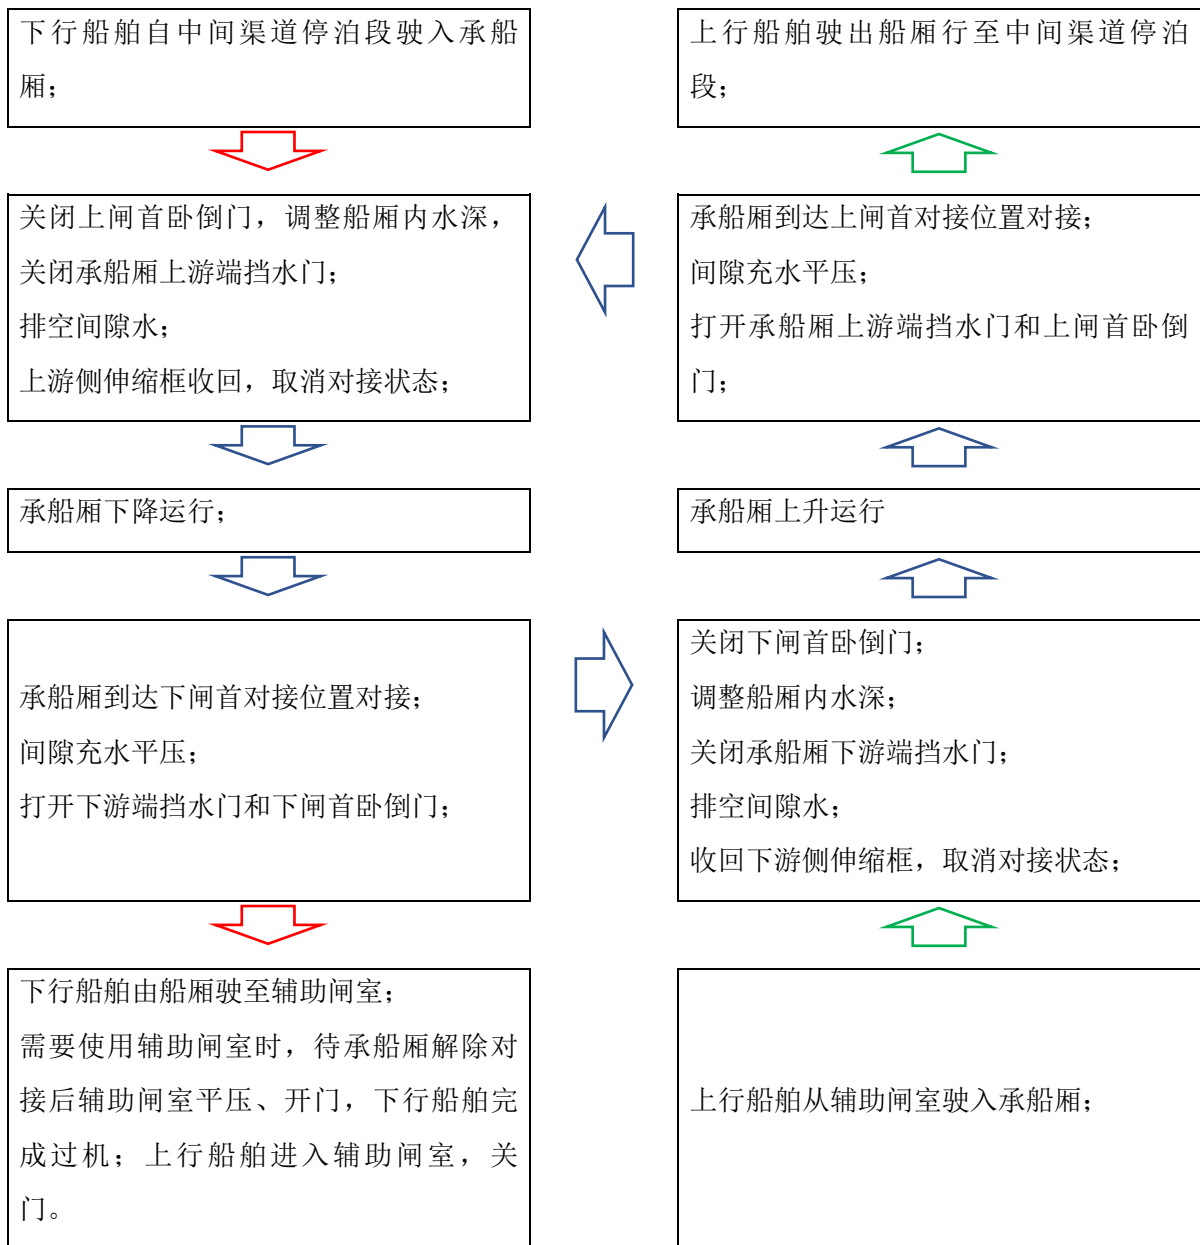 下行船舶自中间渠道停泊段驶入承船
厢；
关闭上闸首卧倒门，调整船厢内水深，
关闭承船厢上游端挡水门；
排空间隙水；
上游侧伸缩框收回，取消对接状态；
承船厢下降运行；
承船厢到达下闸首对接位置对接；
间隙充水平压；
打开下游端挡水门和下闸首卧倒门；
下行船舶由船厢驶至辅助闸室；
需要使用辅助闸室时，待承船厢解除对
接后辅助闸室平压、开门，下行船舶完
成过机；上行船舶进入辅助闸室，关
门。
上行船舶驶出船厢行至中间渠道停泊
段；
承船厢到达上闸首对接位置对接；
间隙充水平压；
打开承船厢上游端挡水门和上闸首卧倒
门；
承船厢上升运行
关闭下闸首卧倒门；
调整船厢内水深；
关闭承船厢下游端挡水门；
排空间隙水；
收回下游侧伸缩框，取消对接状态；
上行船舶从辅助闸室驶入承船厢；